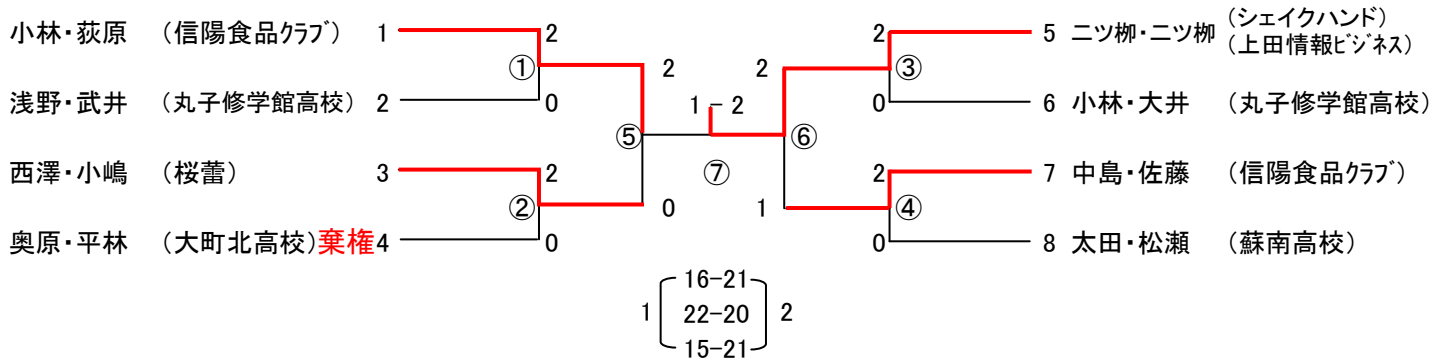 小林・荻原 （信陽食品ｸﾗﾌﾞ） 1 2
① 
浅野・武井 （丸子修学館高校） 2 0
西澤・小嶋 （桜蕾） 3 2
②
奥原・平林 （大町北高校）棄権 4 0
2
⑤
0
1 － 2
⑦
2
⑥
1
2 5 二ツ栁・二ツ栁 （シェイクハンド）
（上田情報ﾋﾞｼﾞﾈｽ）
③
0 6 小林・大井 （丸子修学館高校）
2 7 中島・佐藤 （信陽食品ｸﾗﾌﾞ）
④
0 8 太田・松瀬 （蘇南高校）
16−21
1 22−20 2
15−21